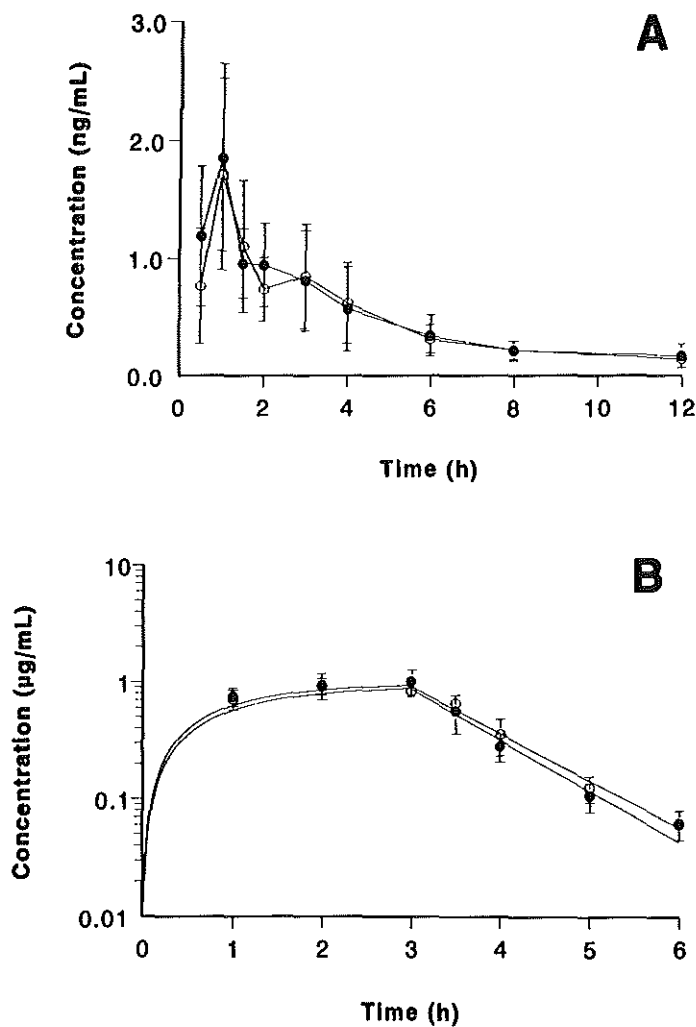 A
Concentration (ng/mL)
3.0
2.0
1.0
0.0
0 2 4 6 8 10 12
Time (h)
B
Concentration (µg/mL)
10
1
0.1
0.01
0 1 2 3 4 5 6
Time (h)